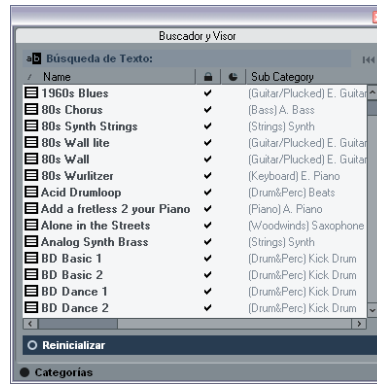 Buscador y Visor
ab Búsqueda de Texto:
/ Name Sub Category
1960s Blues ✔ (Guitar/Plucked) E. Guitar
80s Chorus ✔ (Bass) A. Bass
80s Synth Strings ✔ (Strings) Synth
80s Wall lite ✔ (Guitar/Plucked) E. Guitar
80s Wall ✔ (Guitar/Plucked) E. Guitar
80s Wurlitzer ✔ (Keyboard) E. Piano
Acid Drumloop ✔ (Drum&Perc) Beats
Add a fretless 2 your Piano ✔ (Piano) A. Piano
Alone in the Streets ✔ (Woodwinds) Saxophone
Analog Synth Brass ✔ (Strings) Synth
BD Basic 1 ✔ (Drum&Perc) Kick Drum
BD Basic 2 ✔ (Drum&Perc) Kick Drum
BD Dance 1 ✔ (Drum&Perc) Kick Drum
BD Dance 2 ✔ (Drum&Perc) Kick Drum
Reinicializar
Categorías